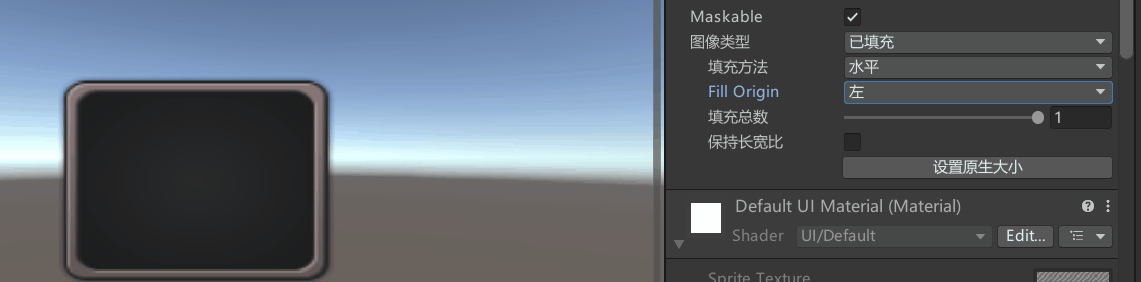 Maskable
图像类型 已填充
填充方法 水平
Fill Origin 左
填充总数 1
保持长宽比
设置原生大小
Default UI Material (Material)
Shader UI/Default Edit...
Sprite Texture